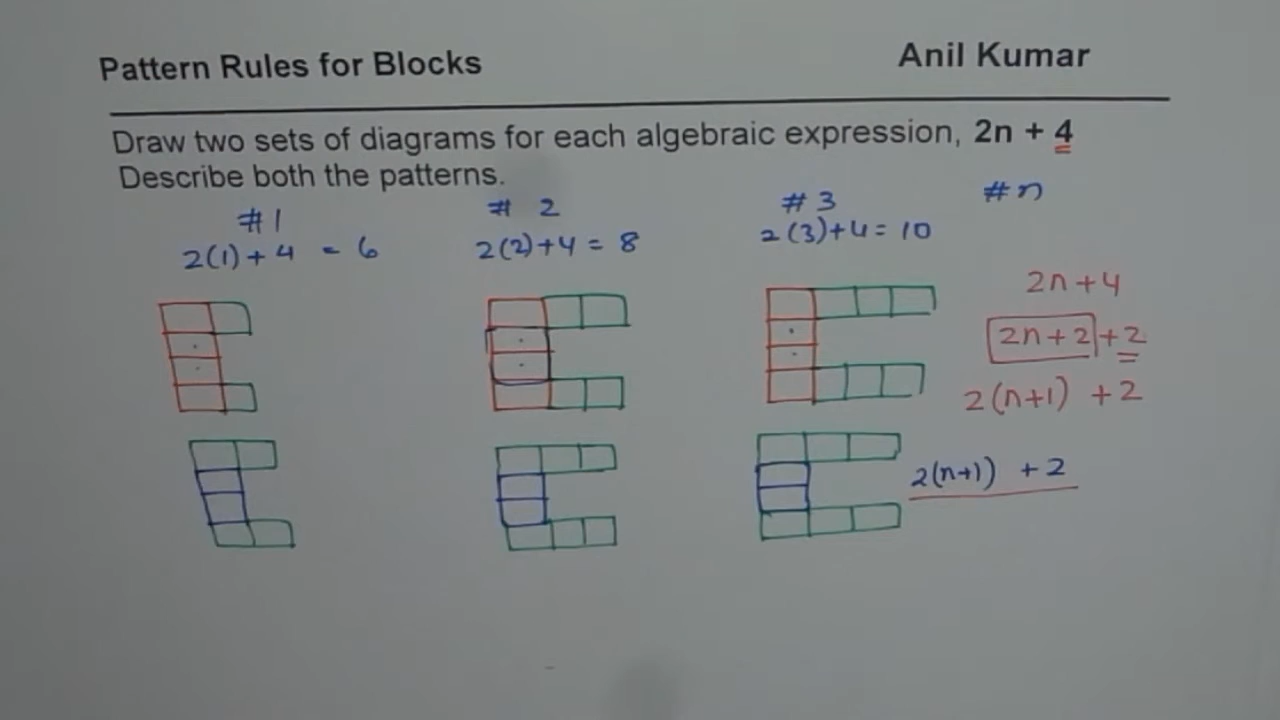 Pattern Rules for Blocks Anil Kumar
Draw two sets of diagrams for each algebraic expression, 2n + 4
Describe both the patterns.
#1 # 2 # 3 # n
2(1) + 4 = 6 2(2)+4 = 8 2(3)+4 = 10
2n + 4
2n + 2 + 2
2(n+1) + 2
2(n+1) + 2